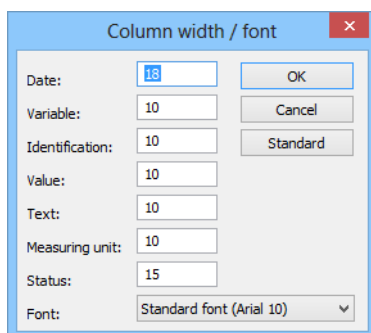 Column width / font
Date: 18 OK
Variable: 10 Cancel
Identification: 10 Standard
Value: 10
Text: 10
Measuring unit: 10
Status: 15
Font: Standard font (Arial 10)